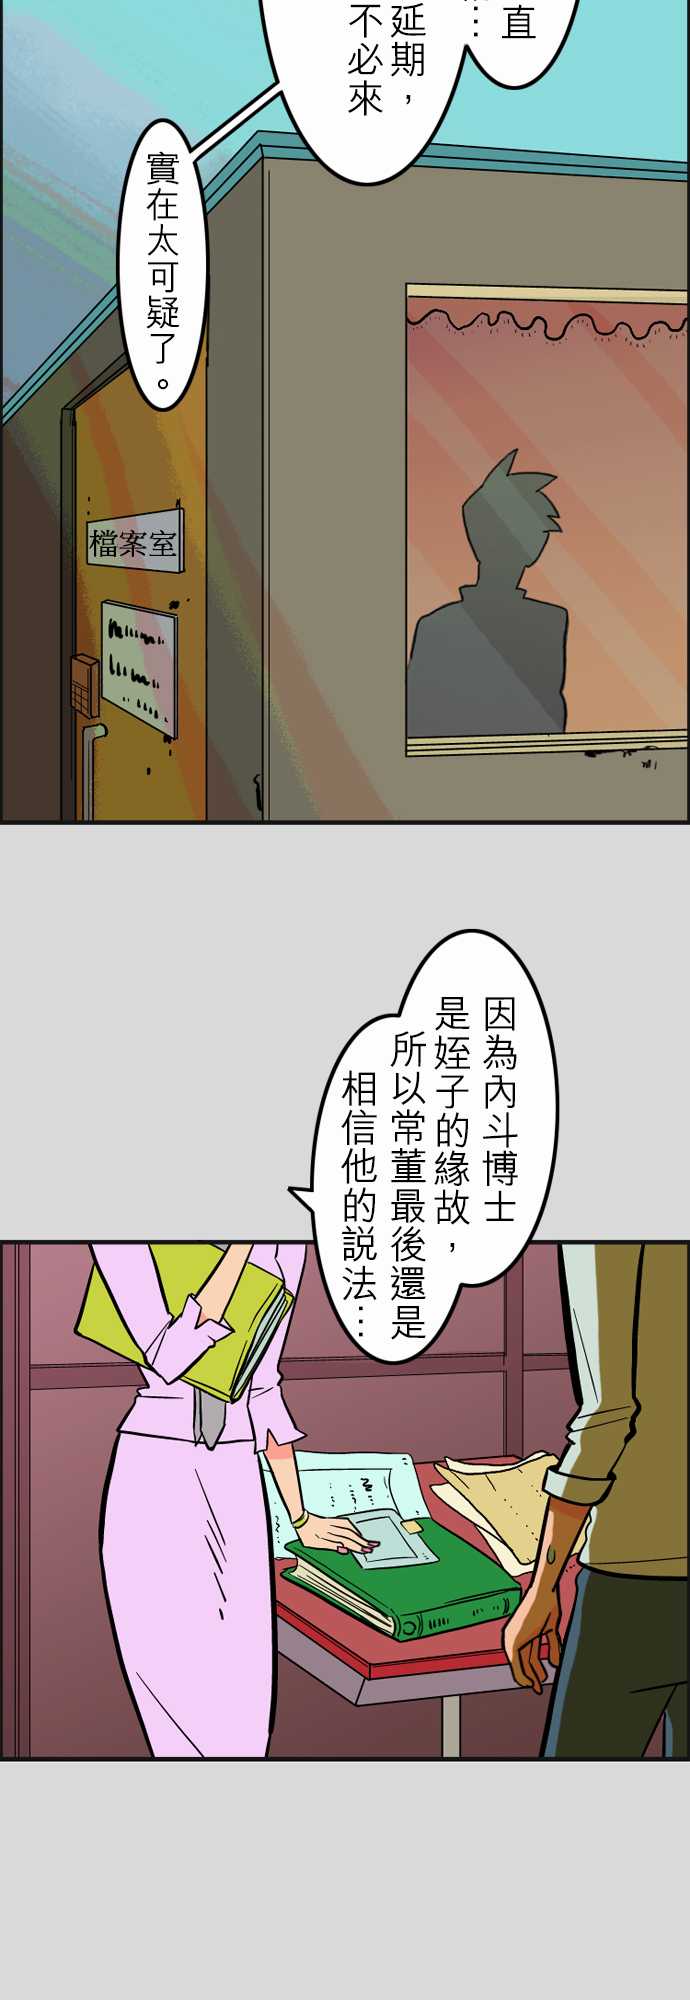 直
…
延期，
不必來
實在太可疑了。
檔案室
因為內斗博士
是姪子的緣故，
所以常董最後還是
相信他的說法…